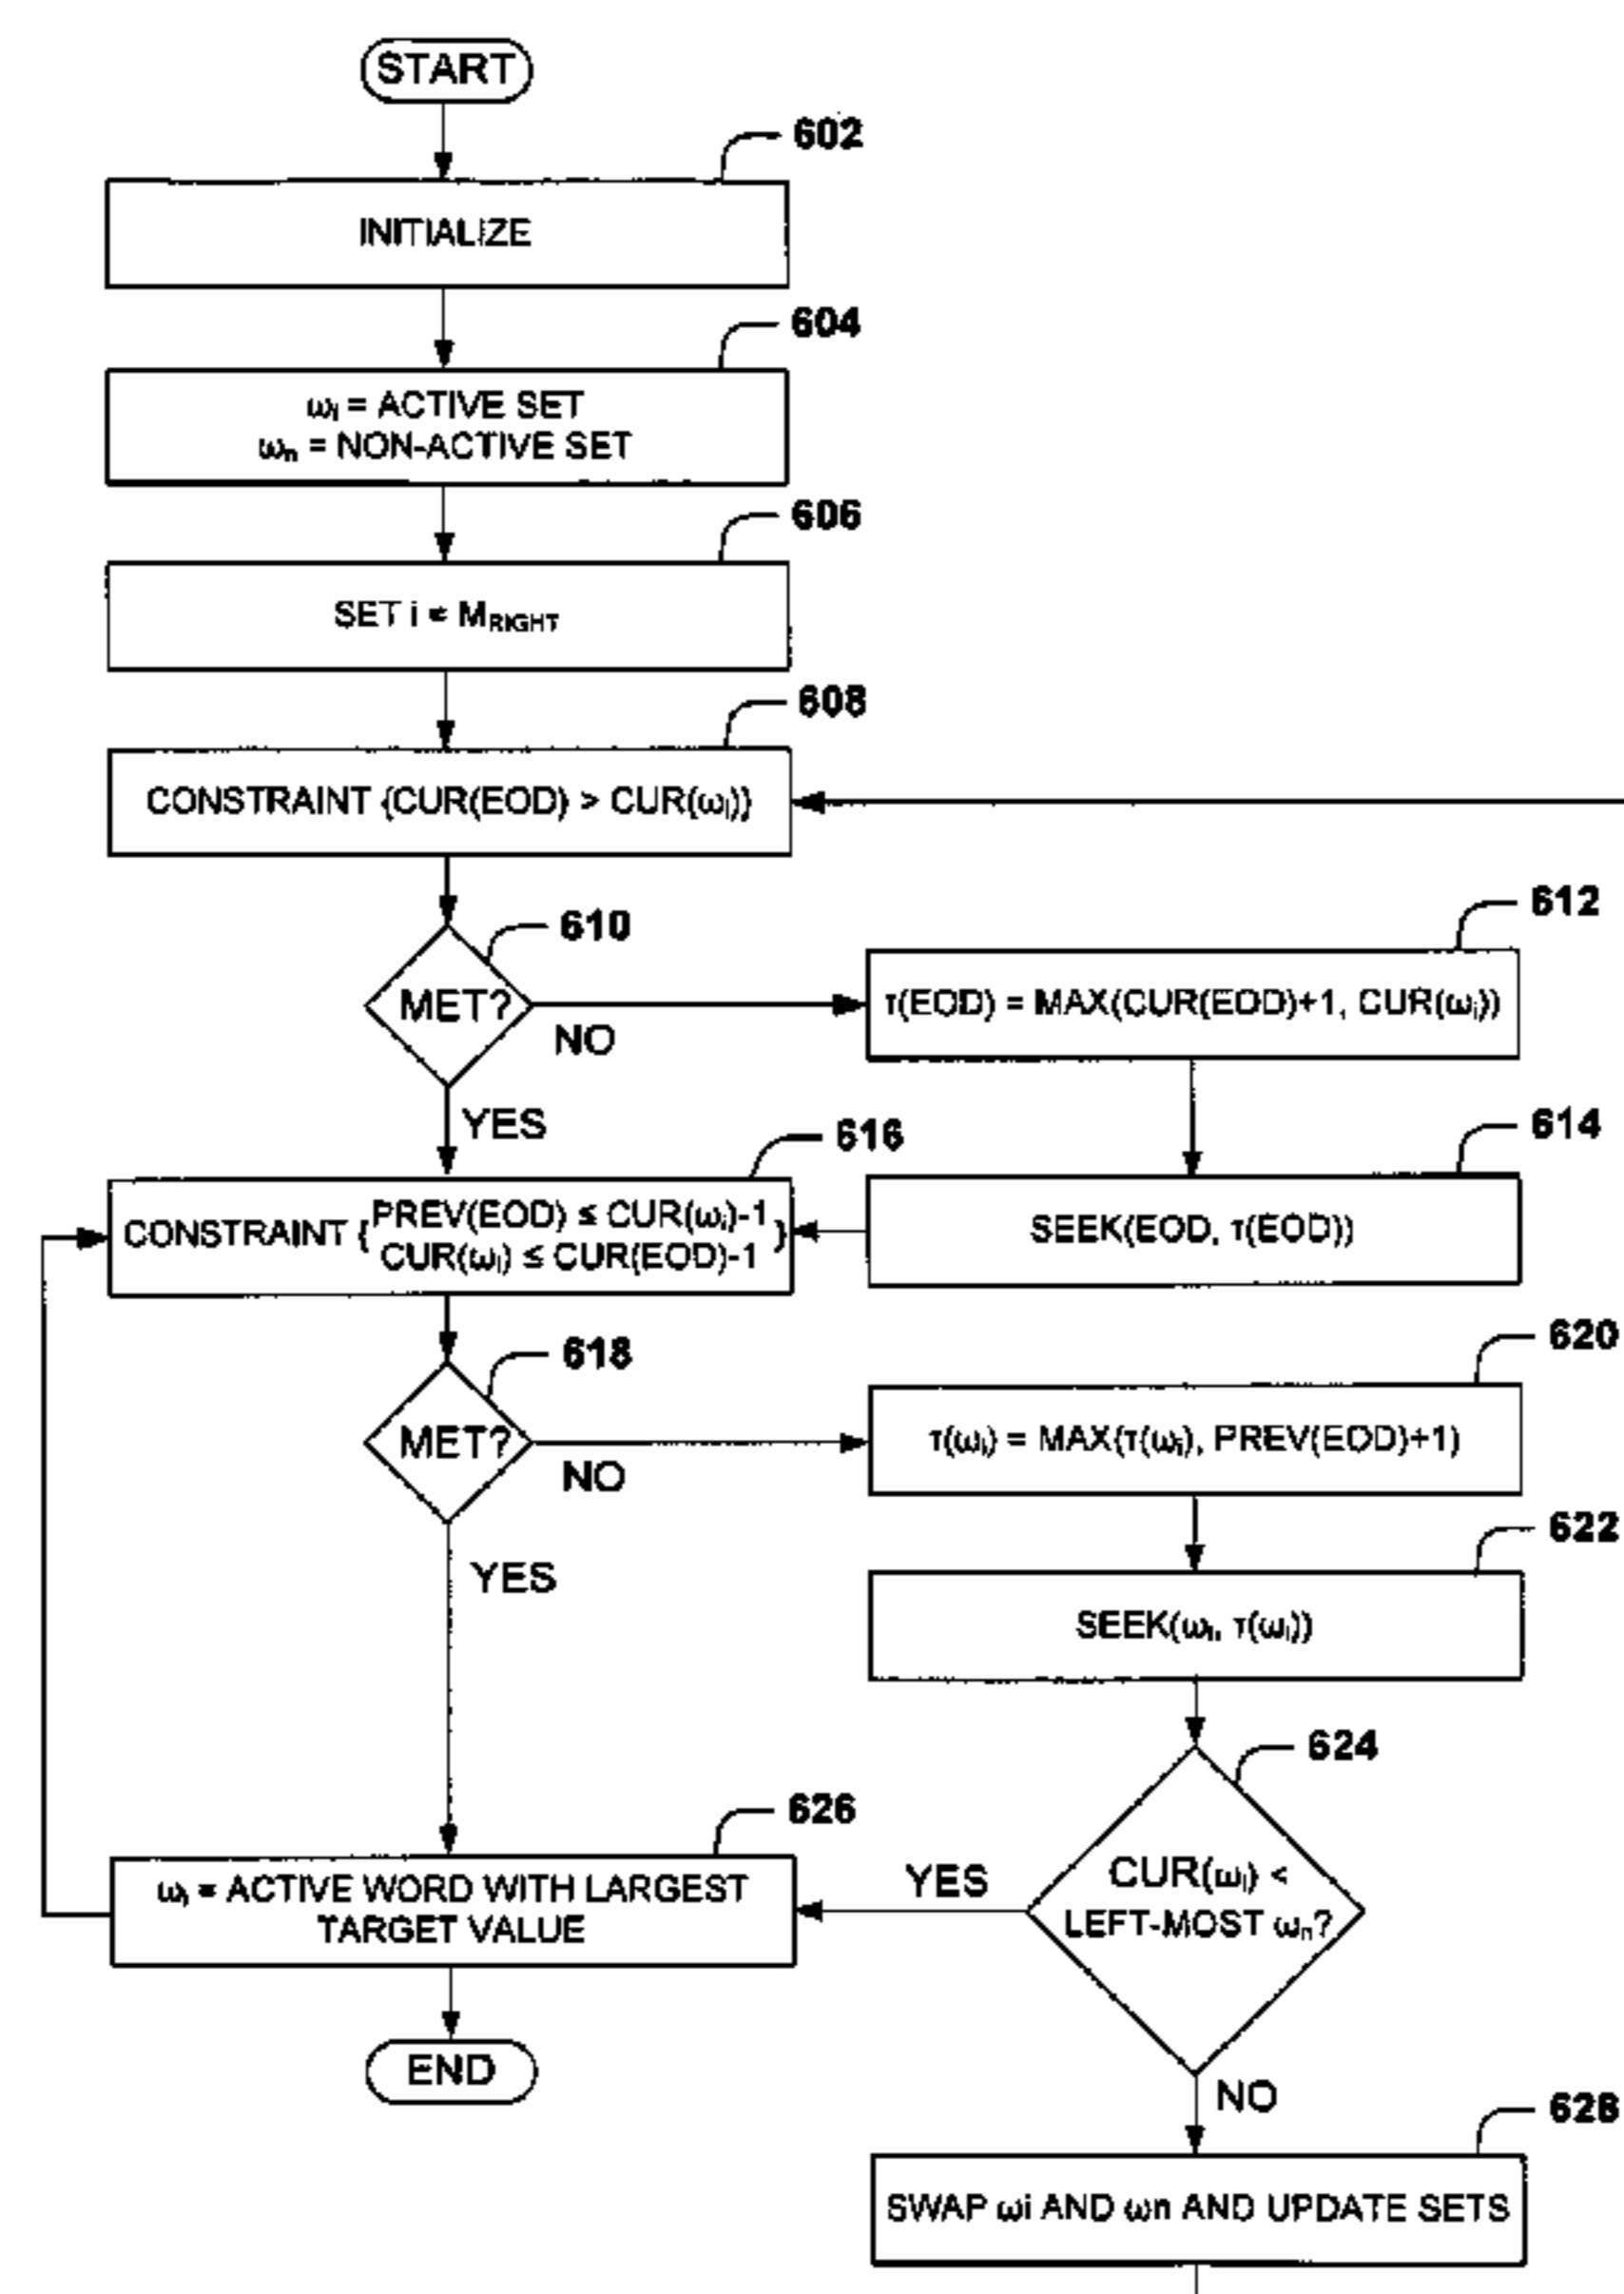 START
602
INITIALIZE
604
ωi = ACTIVE SET
ωn = NON-ACTIVE SET
606
SET i = MRIGHT
608
CONSTRAINT {CUR(EOD) > CUR(ωi)}
610
MET?
NO
YES
612
τ(EOD) = MAX(CUR(EOD)+1, CUR(ωi))
614
SEEK(EOD, τ(EOD))
616
CONSTRAINT {PREV(EOD) ≤ CUR(ωi)-1
CUR(ωi) ≤ CUR(EOD)-1}
618
MET?
NO
YES
620
τ(ωi) = MAX(τ(ωi), PREV(EOD)+1)
622
SEEK(ωi, τ(ωi))
624
CUR(ωi) <
LEFT-MOST ωn?
YES
NO
626
ωi = ACTIVE WORD WITH LARGEST
TARGET VALUE
END
628
SWAP ωi AND ωn AND UPDATE SETS